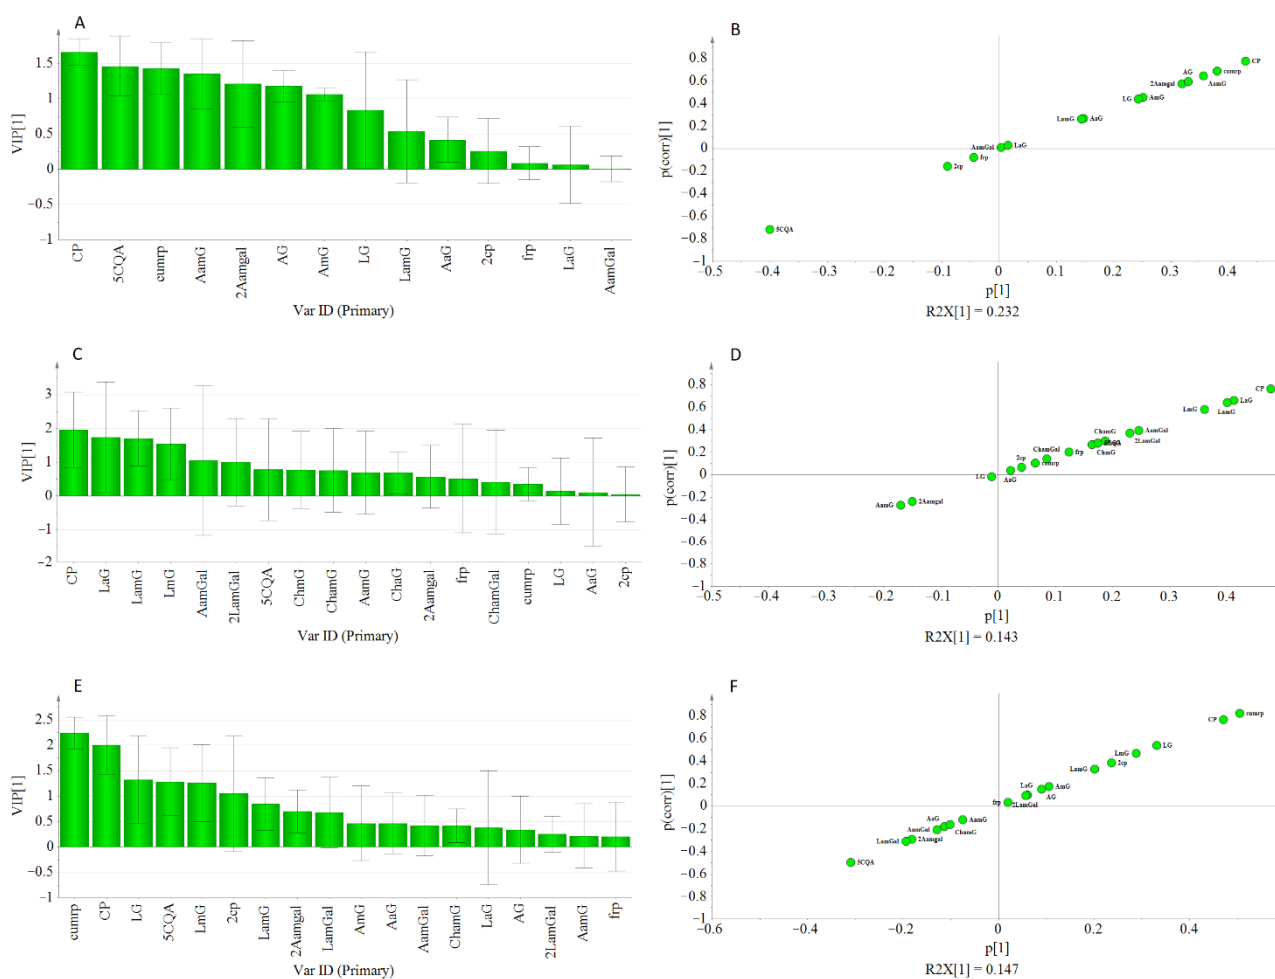 A
VIP[1]
1.5
1
0.5
0
−0.5
−1
CP
5CQA
cumrp
AamG
2Aamgal
AG
AmG
LG
LamG
AaG
2cp
frp
LaG
AamGal
Var ID (Primary)
B
p(corr)[1]
0.8
0.6
0.4
0.2
0
−0.2
−0.4
−0.6
−0.8
−1
CP
cumrp
AG
2Aamgal
AamG
LG
AmG
LamG
AaG
AamGal
LaG
frp
2cp
5CQA
−0.5
−0.4
−0.3
−0.2
−0.1
0
0.1
0.2
0.3
0.4
p[1]
R2X[1] = 0.232
C
VIP[1]
3
2
1
0
−1
−2
CP
LaG
LamG
LmG
AamGal
2LamGal
5CQA
ChmG
ChamG
AmG
ChaG
2Aamgal
frp
ChamGal
cumrp
LG
AaG
2cp
Var ID (Primary)
D
p(corr)[1]
0.8
0.6
0.4
0.2
0
−0.2
−0.4
−0.6
−0.8
−1
CP
LaG
LmG
LamG
ChamG
AamGal
2LamGal
ChmG
ChamGal
frp
2cp
cumrp
LG
AaG
AamG
2Aamgal
−0.5
−0.4
−0.3
−0.2
−0.1
0
0.1
0.2
0.3
0.4
p[1]
R2X[1] = 0.143
E
VIP[1]
2.5
2
1.5
1
0.5
0
−0.5
−1
cumrp
CP
LG
5CQA
LmG
2cp
LamG
2Aamgal
LamGal
AmG
AaG
AamGal
ChamG
LaG
AG
2LamGal
AamG
frp
Var ID (Primary)
F
p(corr)[1]
0.8
0.6
0.4
0.2
0
−0.2
−0.4
−0.6
−0.8
−1
CP
cumrp
LG
LmG
2cp
LamG
LaG
AmG
AG
frp
2LamGal
AaG
AamG
AamGal
ChamG
LamGal
2Aamgal
5CQA
−0.6
−0.4
−0.2
0
0.2
0.4
p[1]
R2X[1] = 0.147